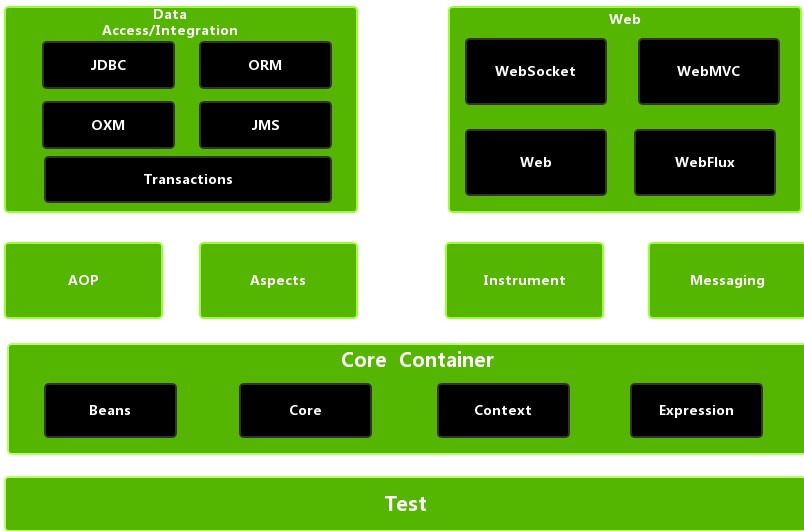 Data
Access/Integration
JDBC
ORM
OXM
JMS
Transactions
Web
WebSocket
WebMVC
Web
WebFlux
AOP
Aspects
Instrument
Messaging
Core Container
Beans
Core
Context
Expression
Test